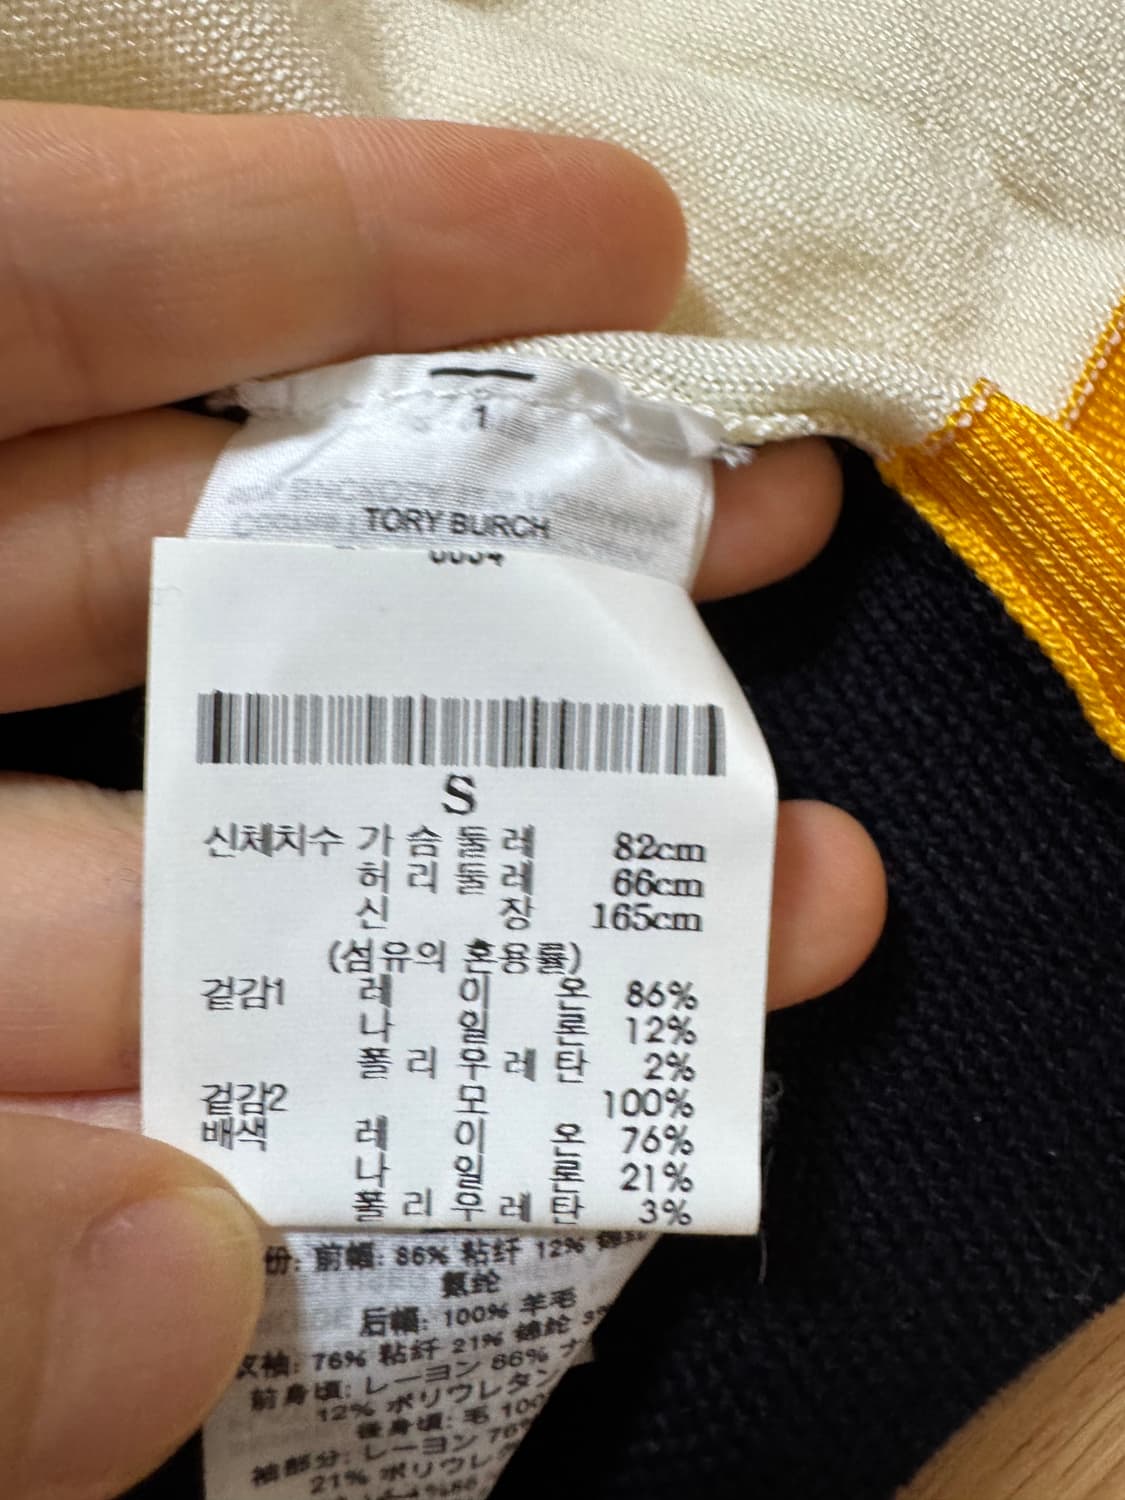 1
TORY BURCH
S
신체치수 가슴둘레 82cm
허리둘레 66cm
신장 165cm
(섬유의 혼용률)
겉감1 레이온 86%
나일론 12%
폴리우레탄 2%
겉감2 모 100%
배색 레이온 76%
나일론 21%
폴리우레탄 3%
份: 前幅: 86% 粘纤 12%
氨纶
后幅: 100% 羊毛
袖: 76% 粘纤 21% 锦纶
前身頃: レーヨン 86%
12% ポリウレタン
後身頃: 毛 100
袖部分: レーヨン 76%
21% ポリウレ